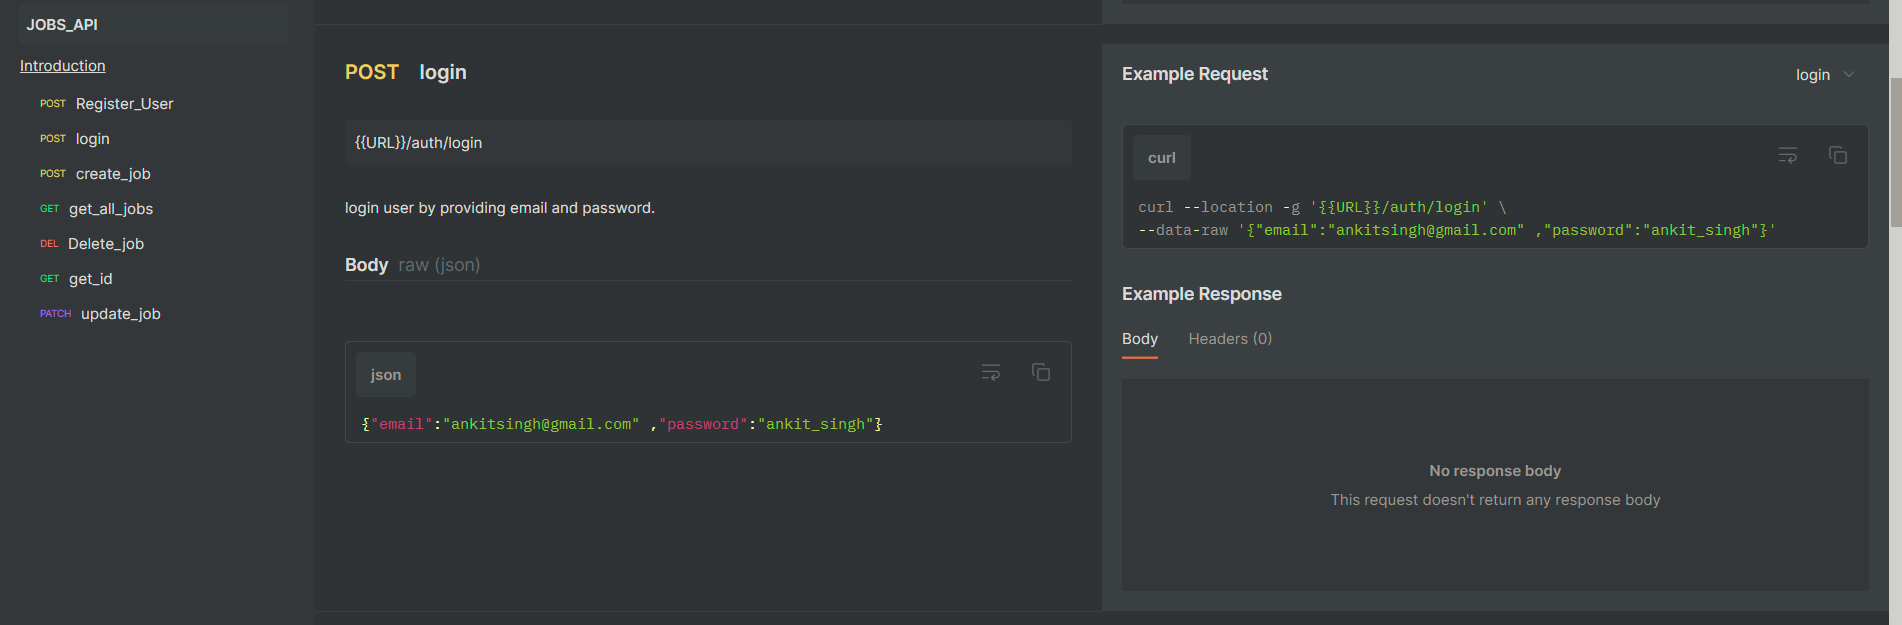 JOBS_API
Introduction
POST Register_User
POST login
POST create_job
GET get_all_jobs
DEL Delete_job
GET get_id
PATCH update_job
POST login
{{URL}}/auth/login
login user by providing email and password.
Body raw (json)
json
{"email":"ankitsingh@gmail.com" ,"password":"ankit_singh"}
Example Request
login
curl
curl --location -g '{{URL}}/auth/login' \
--data-raw '{"email":"ankitsingh@gmail.com" ,"password":"ankit_singh"}'
Example Response
Body Headers (0)
No response body
This request doesn't return any response body